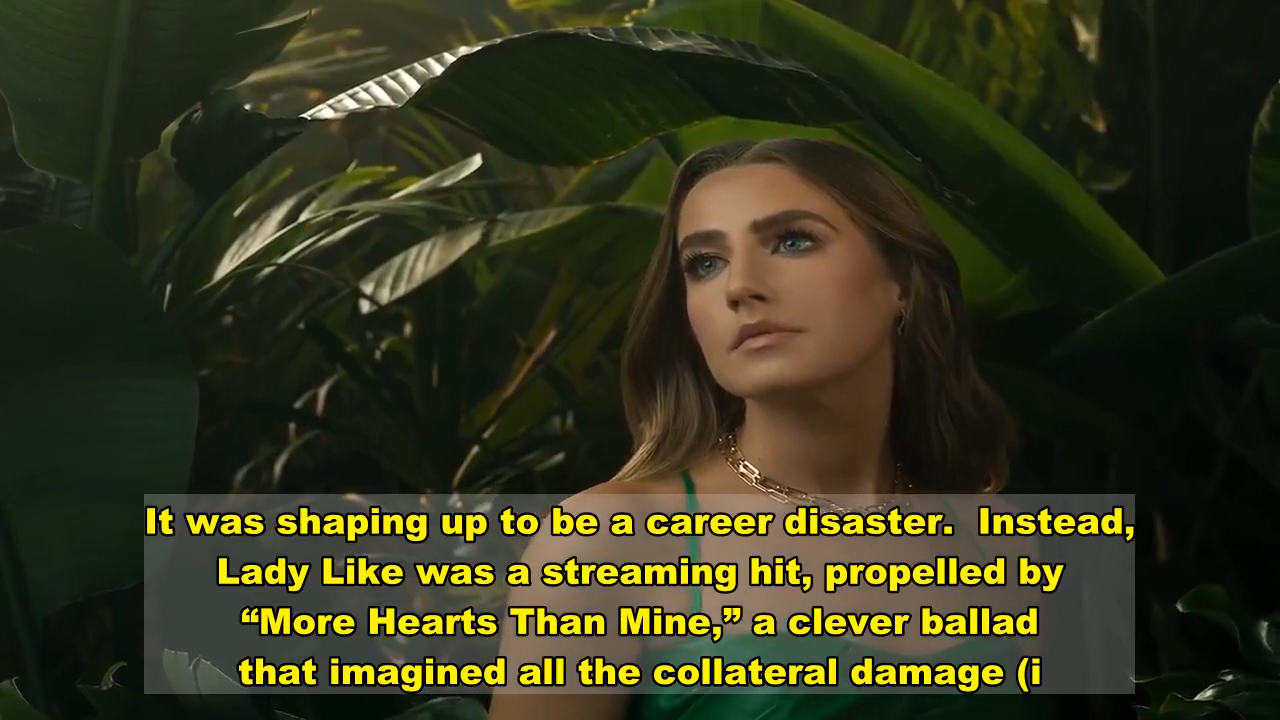 It was shaping up to be a career disaster.  Instead,
Lady Like was a streaming hit, propelled by
“More Hearts Than Mine,” a clever ballad
that imagined all the collateral damage (i